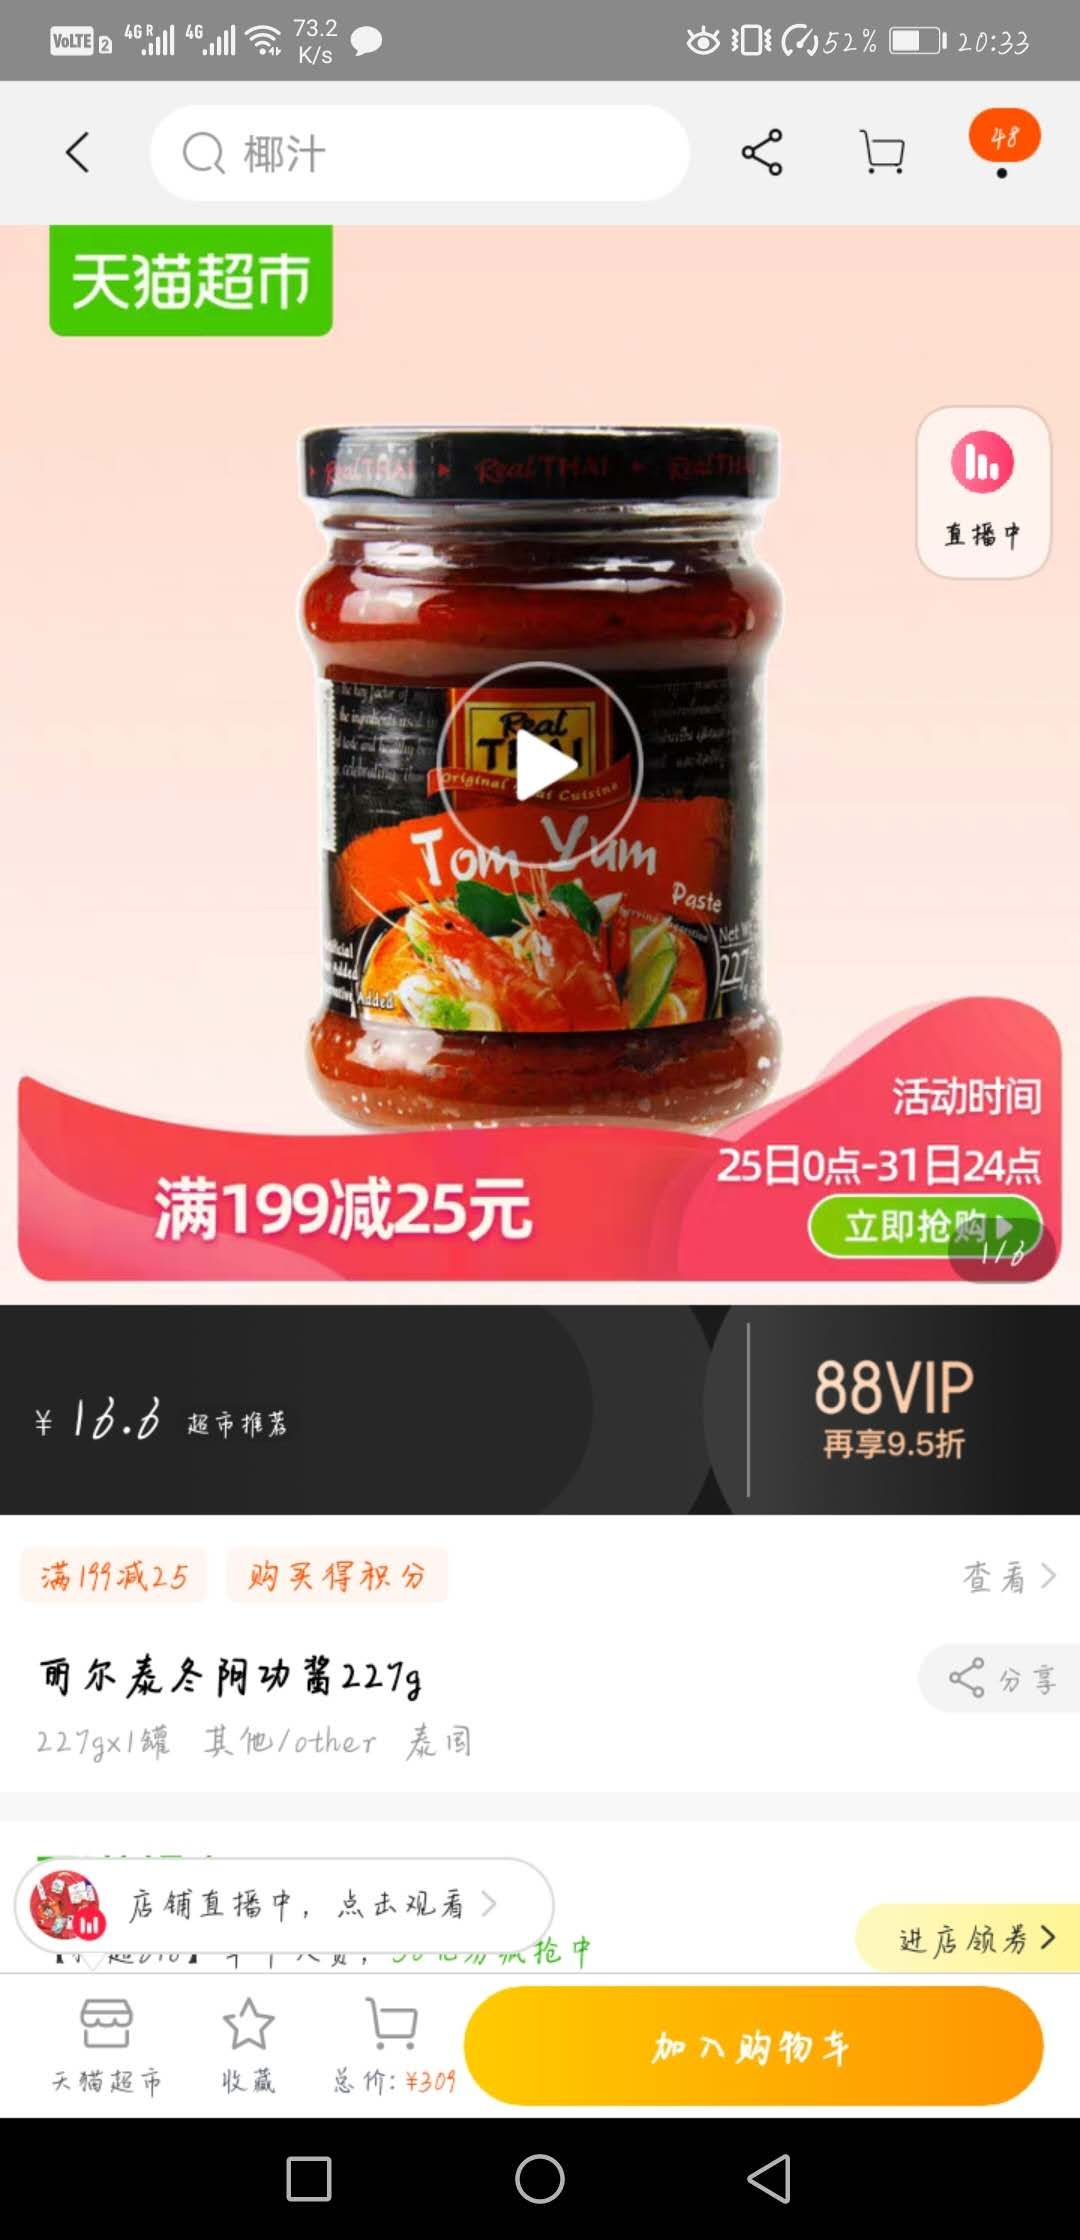 VoLTE 2 4G R 4G 73.2 K/s 52% 20:33
椰汁
48
天猫超市
直播中
Real THAI Real THAI Real THAI
Real THAI
Original Thai Cuisine
Tom Yum
Paste
Net
227
Added
Added
活动时间
25日0点-31日24点
满199减25元
立即抢购
1/6
¥ 16.6 超市推荐
88VIP
再享9.5折
满199减25 购买得积分 查看
丽尔泰冬阴功酱227g
分享
227gx1罐 其他/other 泰国
店铺直播中，点击观看
抢中
进店领券
天猫超市 收藏 总价:¥309
加入购物车